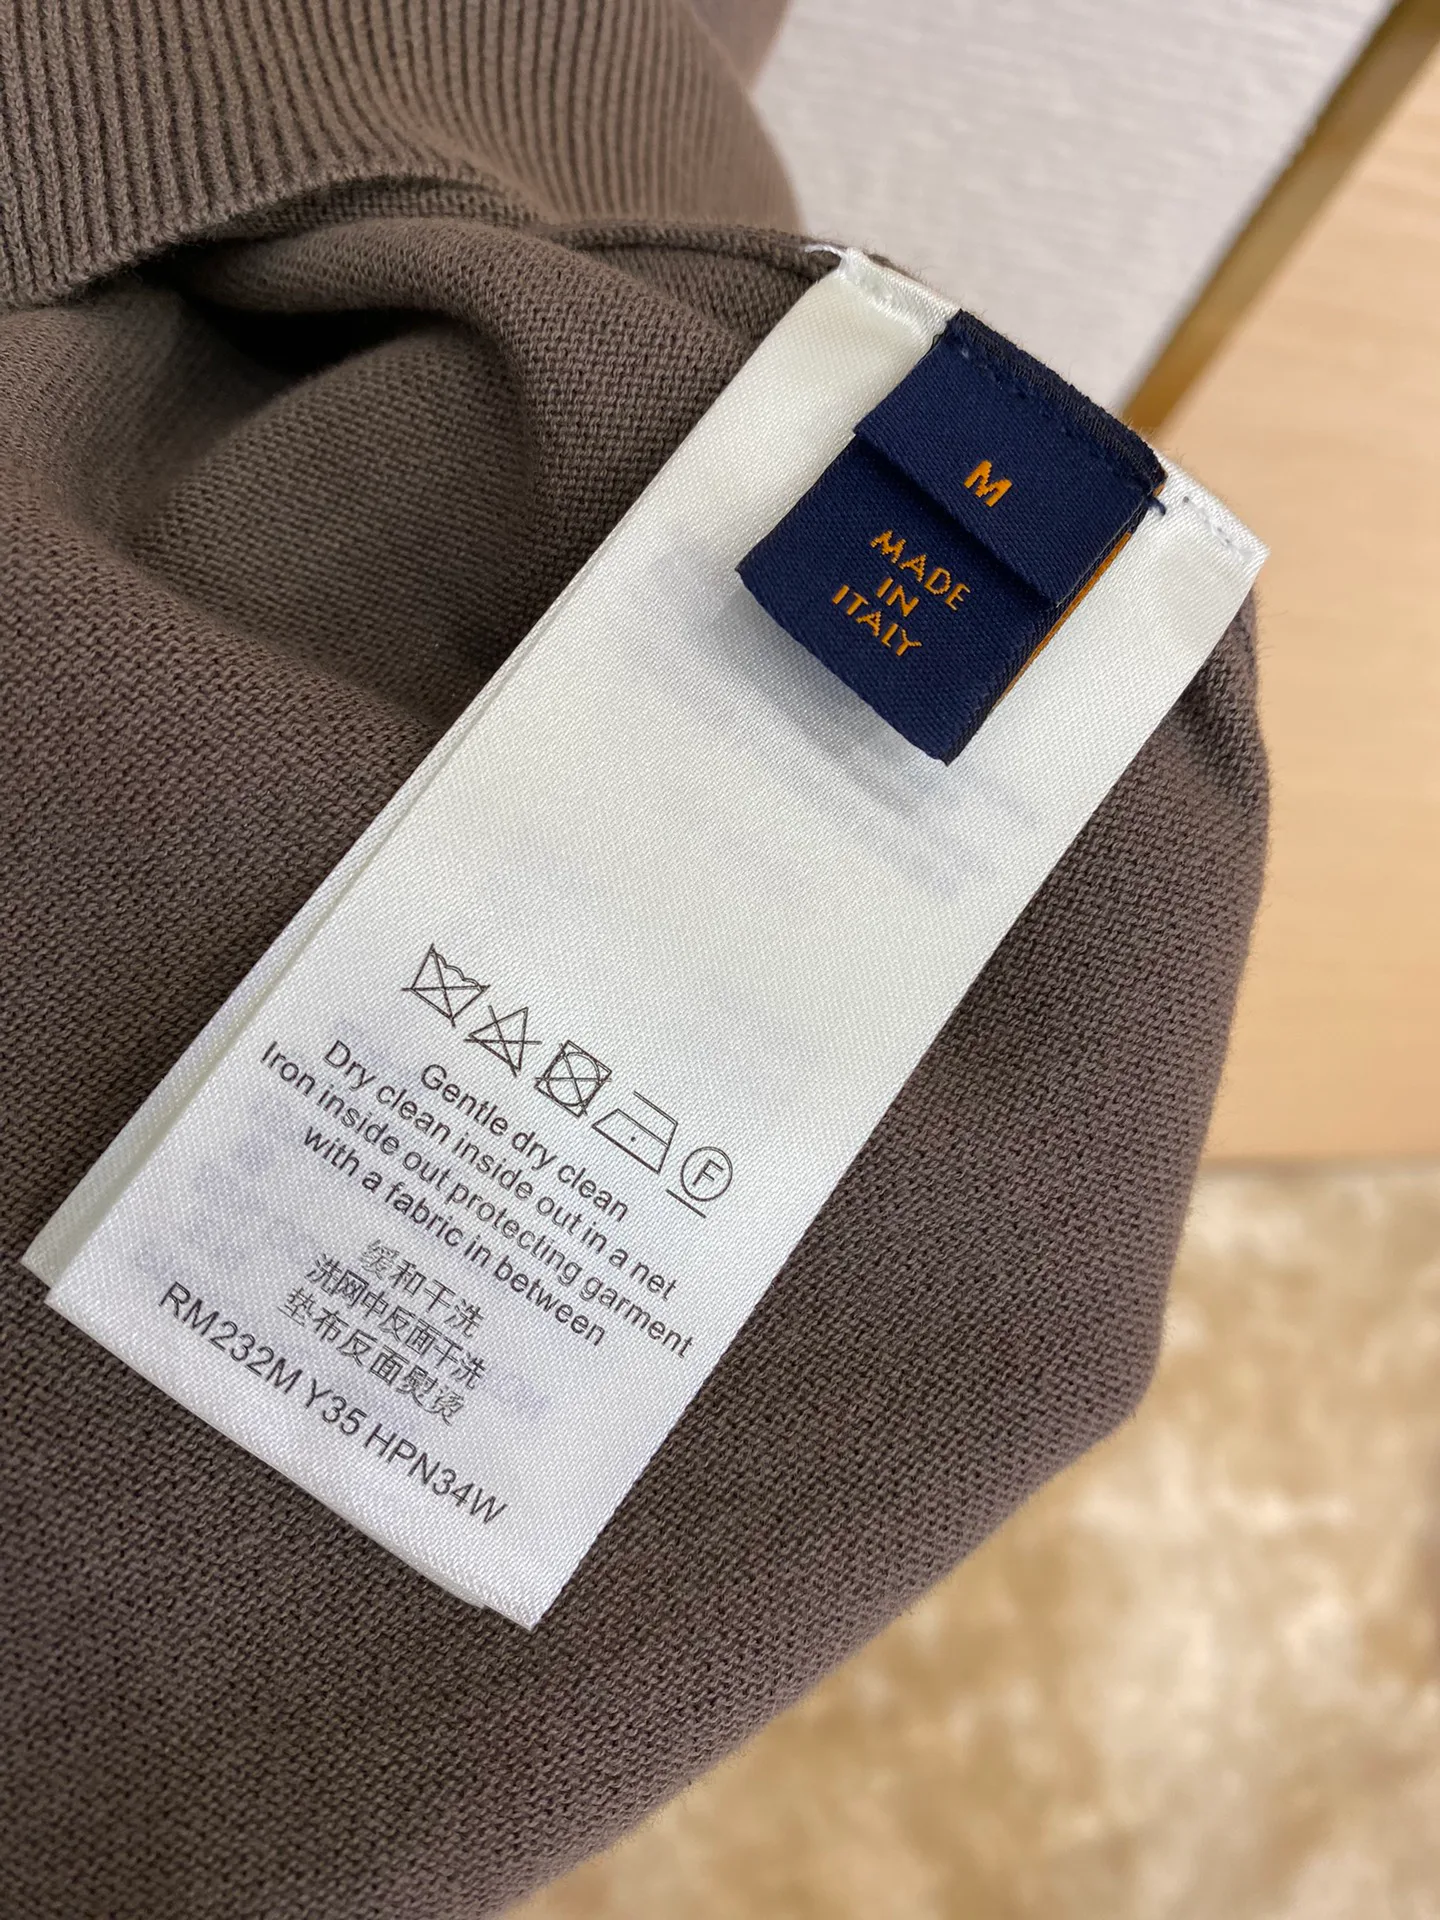 M
MADE
IN
ITALY
F
Gentle dry clean
Dry clean inside out in a net
Iron inside out protecting garment
with a fabric in between
缓和干洗
洗网中反面干洗
垫布反面熨烫
RM232M Y35 HPN34W